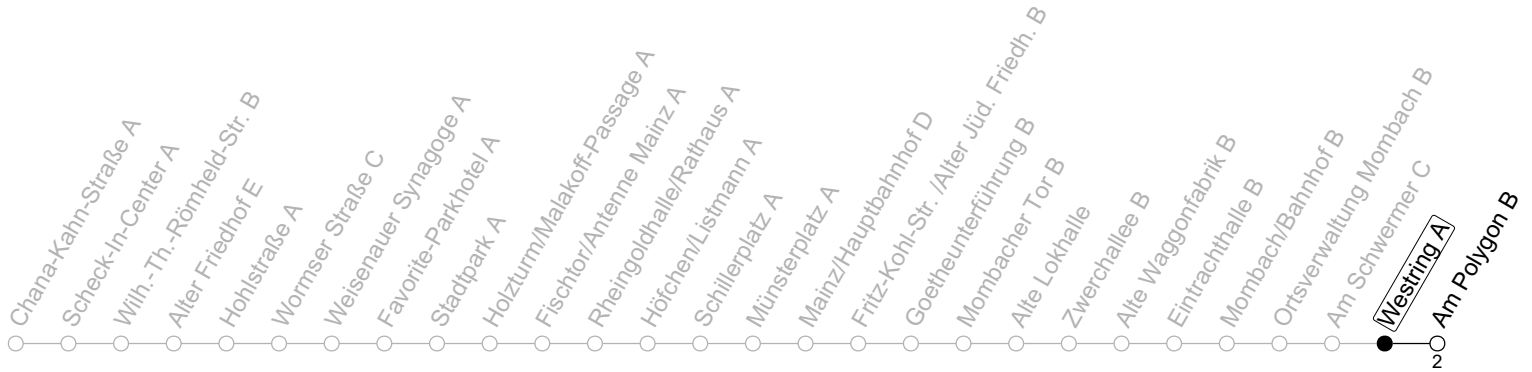 Chana-Kahn-Straße A
Scheck-In-Center A
Wilh.-Th.-Römheld-Str. B
Alter Friedhof E
Hohlstraße A
Wormser Straße C
Weisenauer Synagoge A
Favorite-Parkhotel A
Stadtpark A
Holzturm/Malakoff-Passage A
Fischtor/Antenne Mainz A
Rheingoldhalle/Rathaus A
Höfchen/Listmann A
Schillerplatz A
Münsterplatz A
Mainz/Hauptbahnhof D
Fritz-Kohl-Str. /Alter Jüd. Friedh. B
Goetheunterführung B
Mombacher Tor B
Alte Lokhalle
Zwerchallee B
Alte Waggonfabrik B
Eintrachthalle B
Mombach/Bahnhof B
Ortsverwaltung Mombach B
Am Schwermer C
Westring A
Am Polygon B
2